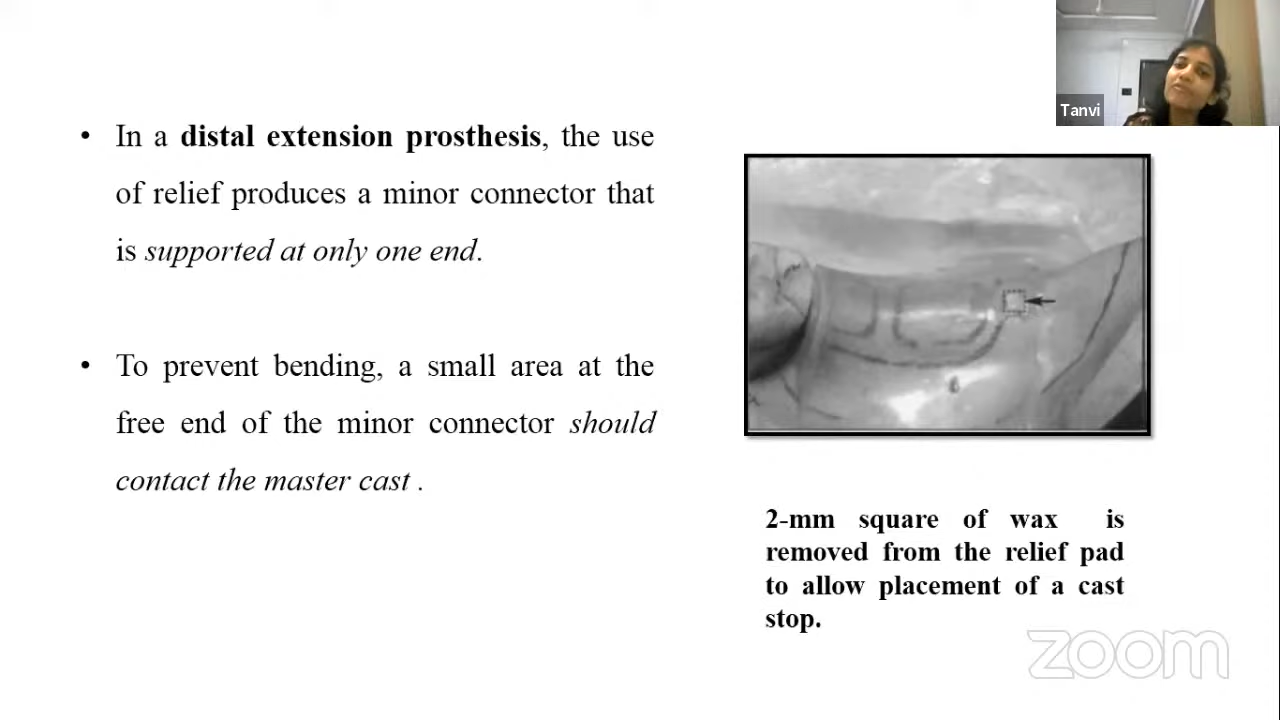 Tanvi
• In a distal extension prosthesis, the use
of relief produces a minor connector that
is supported at only one end.
• To prevent bending, a small area at the
free end of the minor connector should
contact the master cast .
2-mm square of wax is
removed from the relief pad
to allow placement of a cast
stop.
zoom